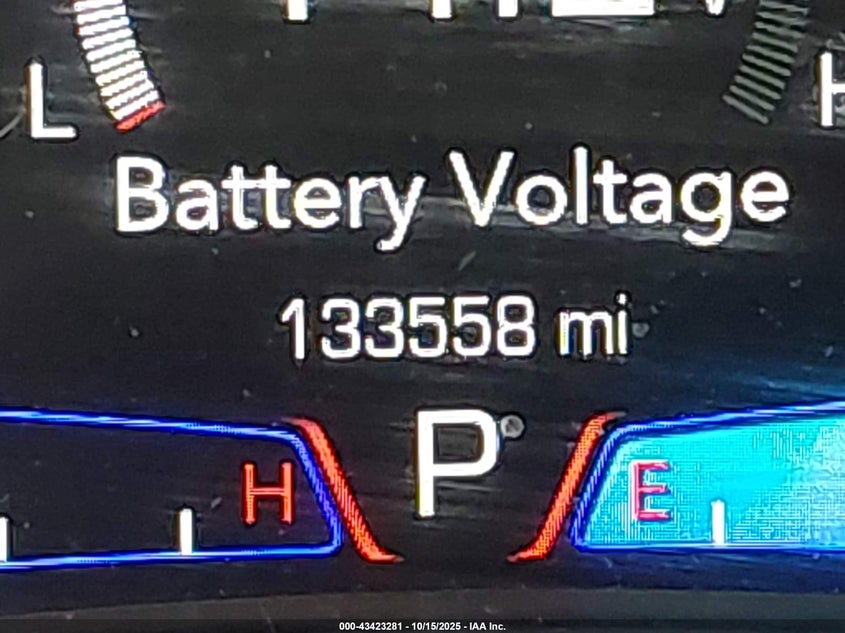 L
H
Battery Voltage
133558 mi
P
H
E
000-43423281 - 10/15/2025 - IAA Inc.